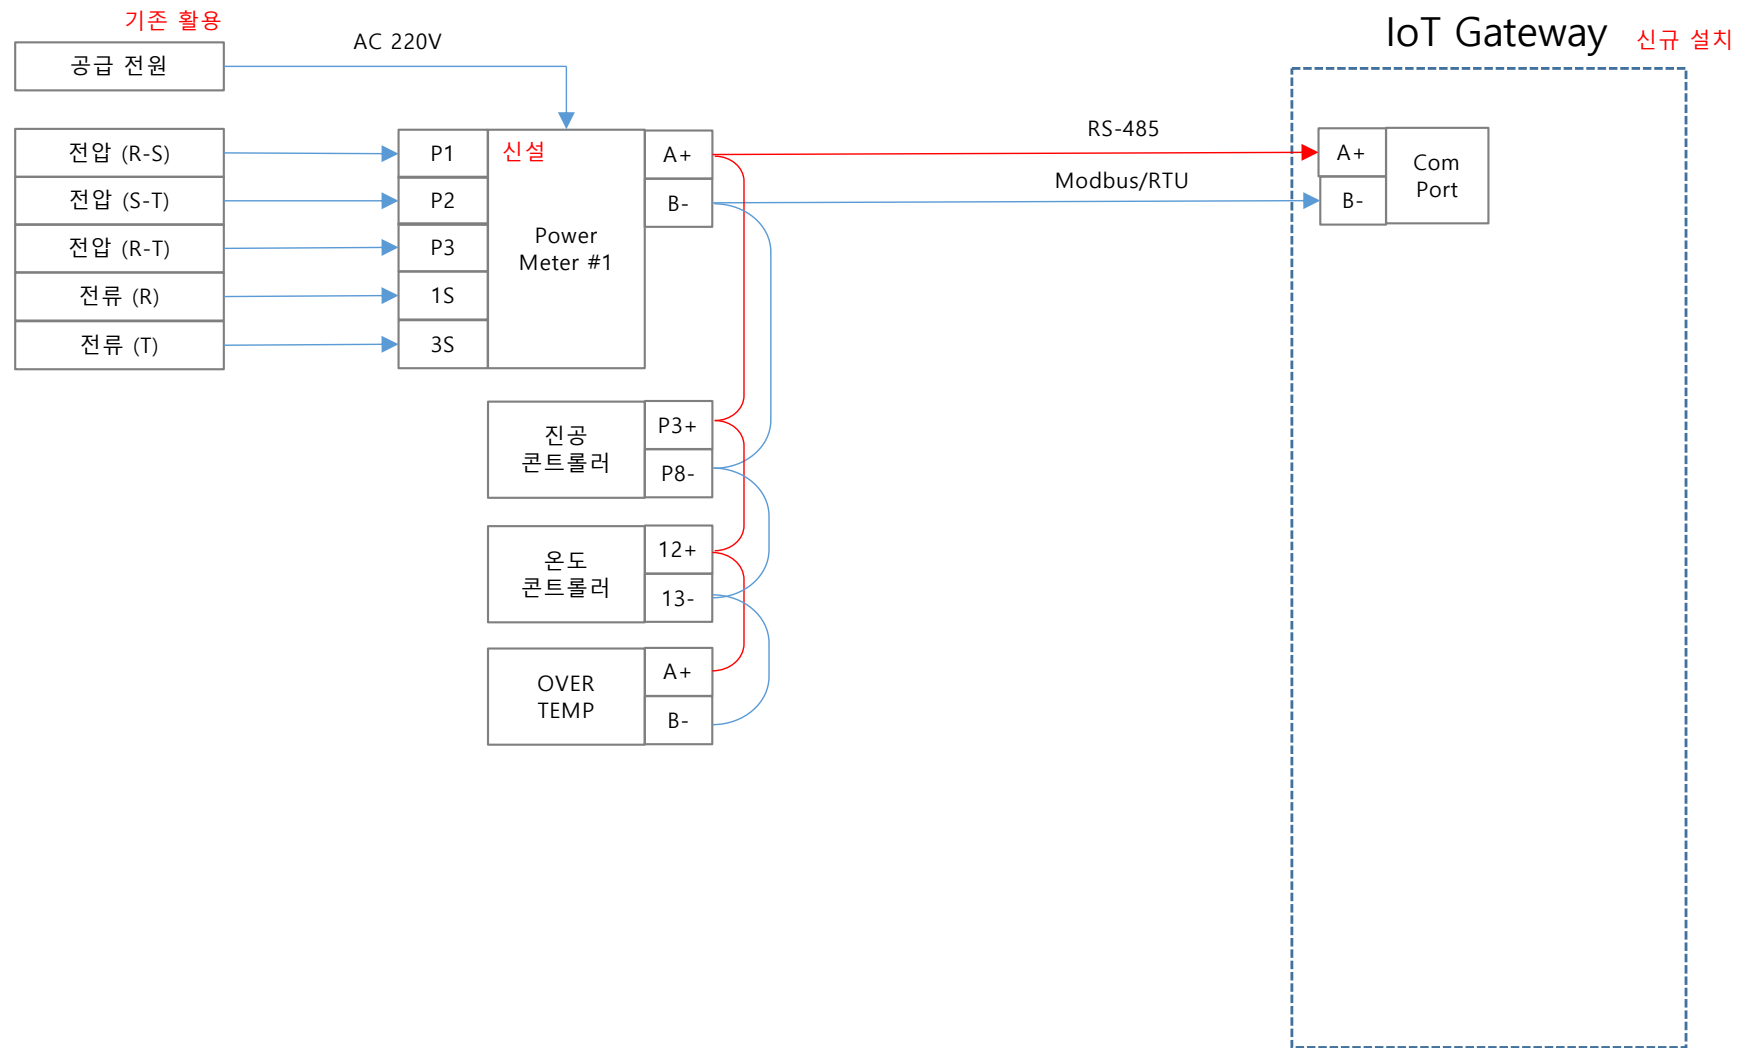 기존 활용
공급 전원
AC 220V
IoT Gateway
신규 설치
전압 (R-S)
전압 (S-T)
전압 (R-T)
전류 (R)
전류 (T)
P1
P2
P3
1S
3S
신설
Power
Meter #1
A+
B-
RS-485
Modbus/RTU
A+
B-
Com
Port
진공
콘트롤러
P3+
P8-
온도
콘트롤러
12+
13-
OVER
TEMP
A+
B-